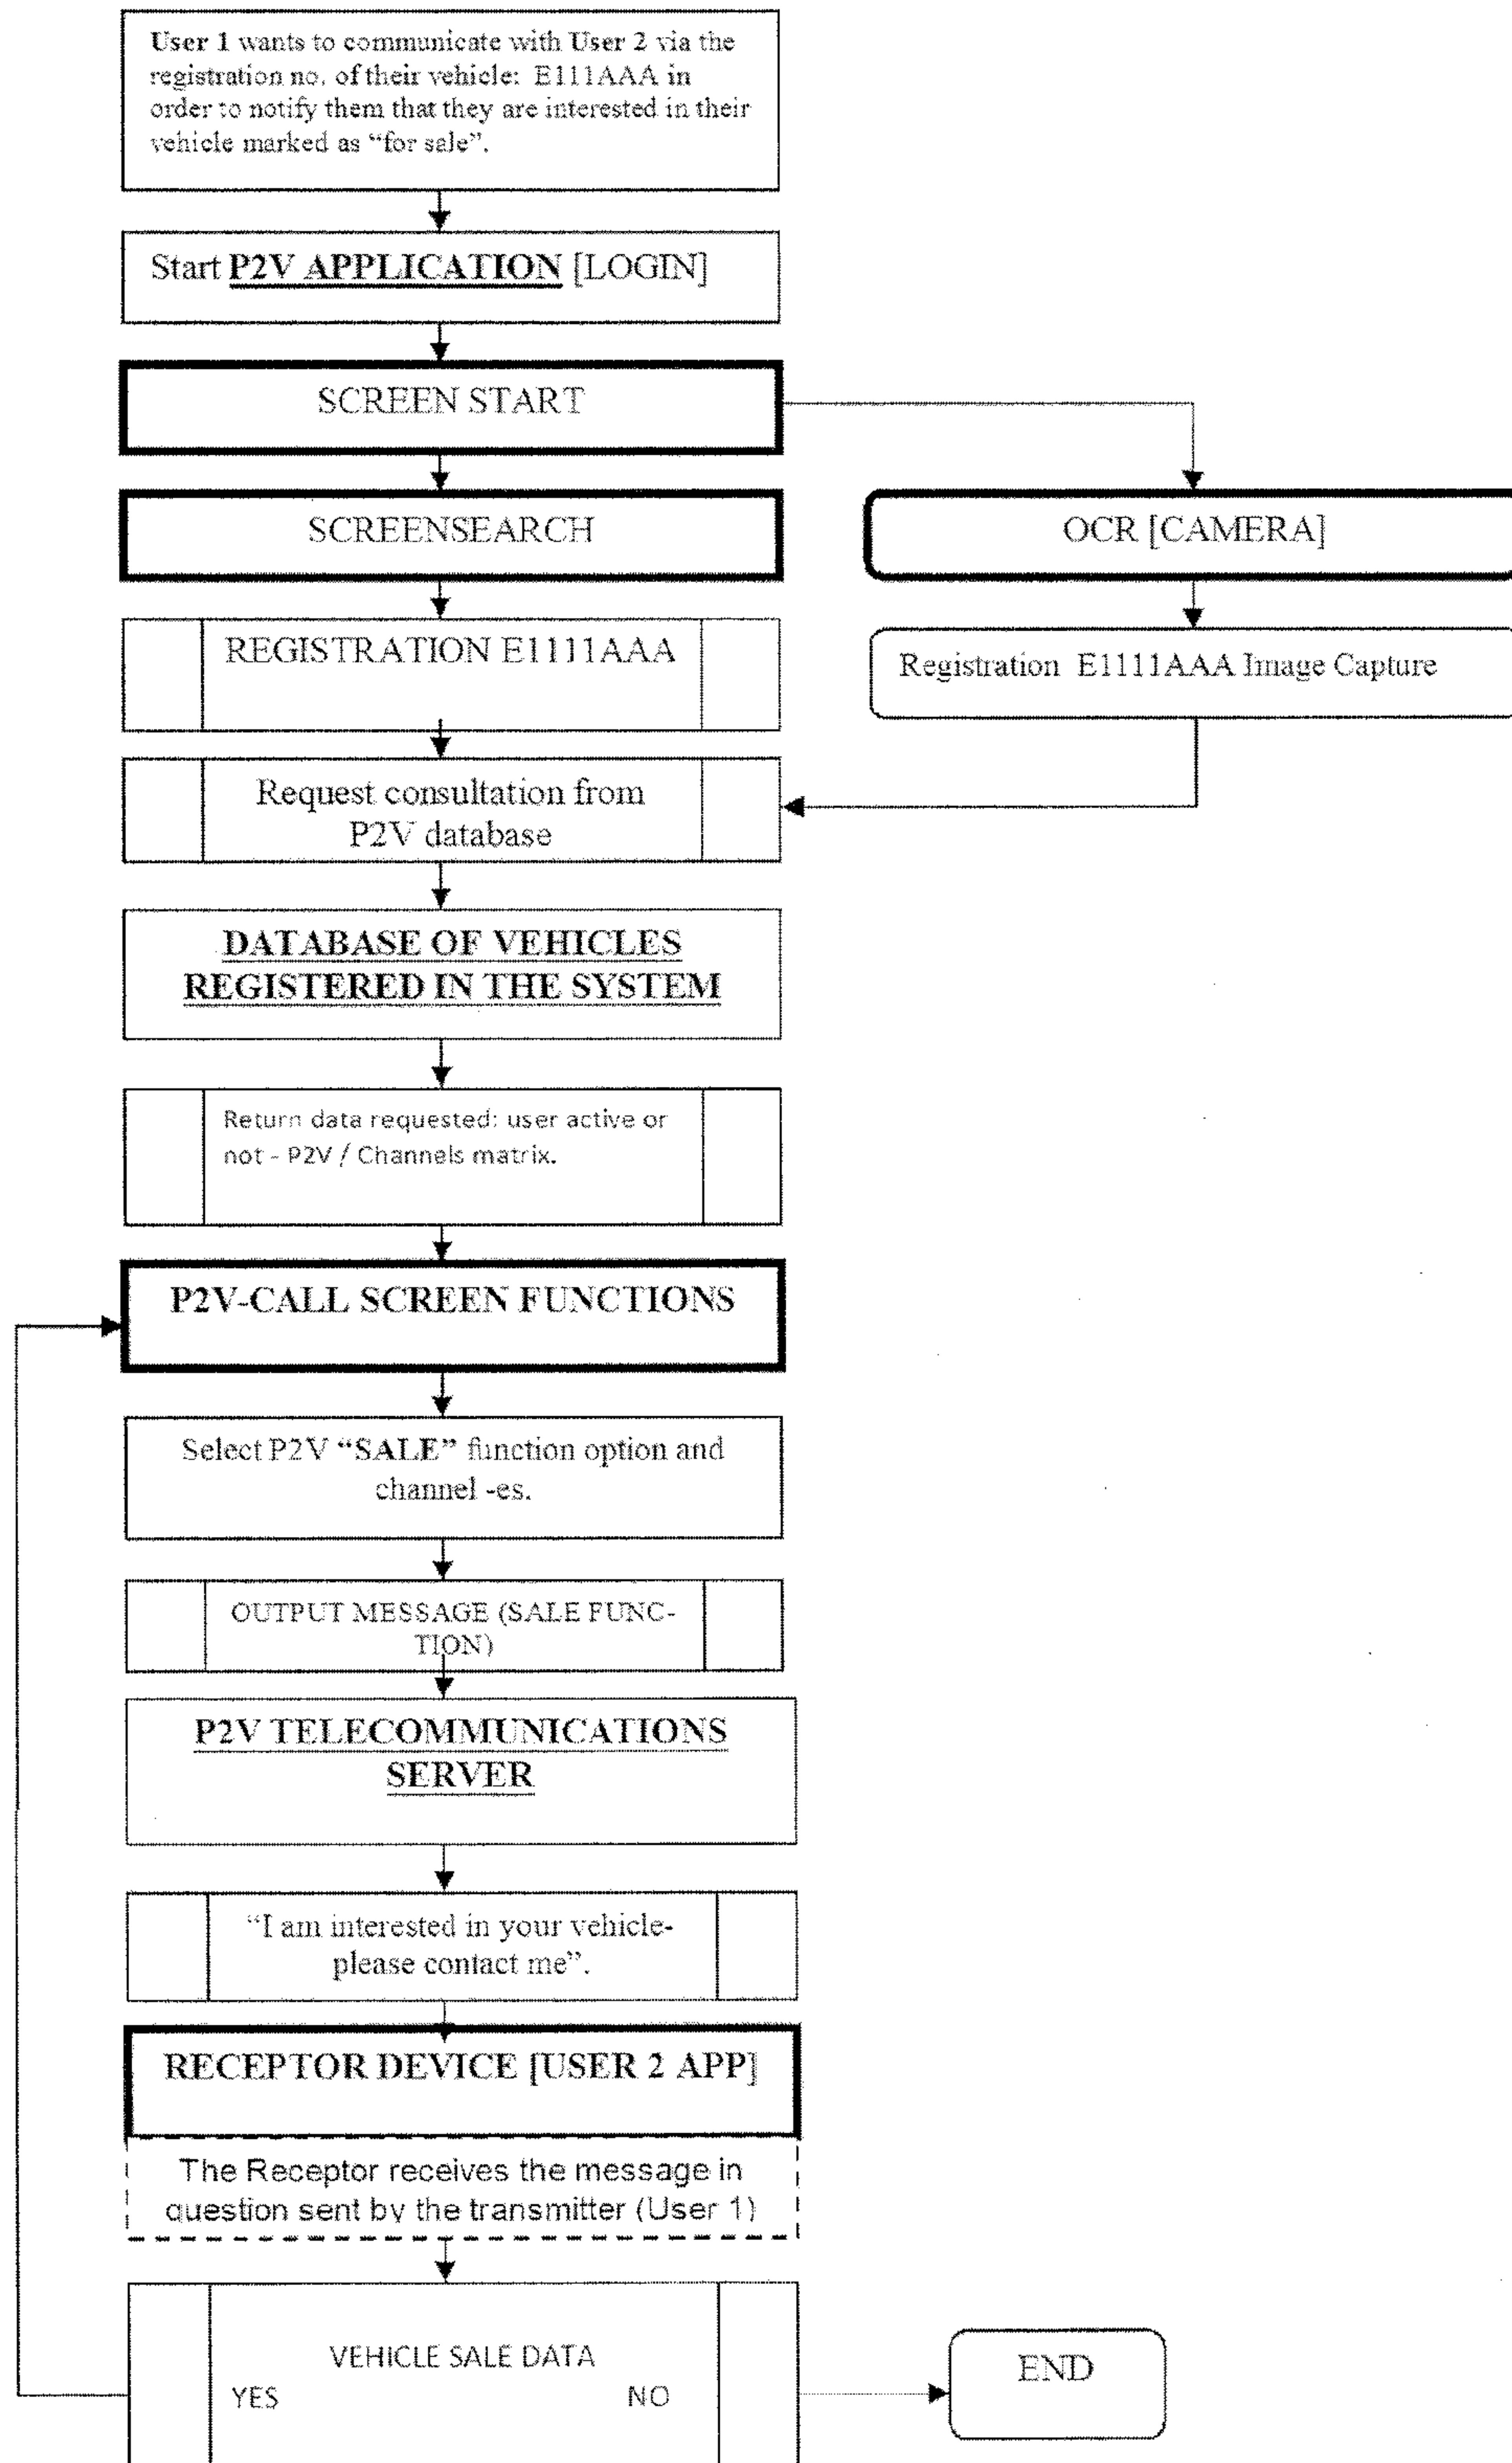 User 1 wants to communicate with User 2 via the
registration no. of their vehicle: E111AAA in
order to notify them that they are interested in their
vehicle marked as “for sale”.
Start P2V APPLICATION [LOGIN]
SCREEN START
SCREENSEARCH
OCR [CAMERA]
REGISTRATION E1111AAA
Registration E1111AAA Image Capture
Request consultation from
P2V database
DATABASE OF VEHICLES
REGISTERED IN THE SYSTEM
Return data requested: user active or
not - P2V / Channels matrix.
P2V-CALL SCREEN FUNCTIONS
Select P2V “SALE” function option and
channel -es.
OUTPUT MESSAGE (SALE FUNC-
TION)
P2V TELECOMMUNICATIONS
SERVER
“I am interested in your vehicle-
please contact me”.
RECEPTOR DEVICE [USER 2 APP]
The Receptor receives the message in
question sent by the transmitter (User 1)
VEHICLE SALE DATA
YES NO
END